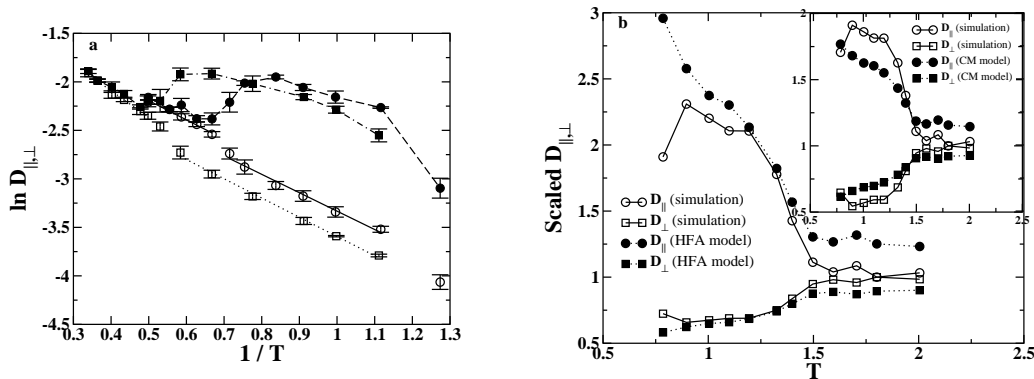 a
ln D||,⊥
-1.5
-2
-2.5
-3
-3.5
-4
-4.5
0.3 0.4 0.5 0.6 0.7 0.8 0.9 1 1.1 1.2 1.3
1 / T
b
Scaled D||,⊥
3
2.5
2
1.5
1
0.5
0.5 1 1.5 2 2.5
T
D|| (simulation)
D⊥ (simulation)
D|| (HFA model)
D⊥ (HFA model)
2
1.5
1
0.5
0.5 1 1.5 2 2.5
D|| (simulation)
D⊥ (simulation)
D|| (CM model)
D⊥ (CM model)